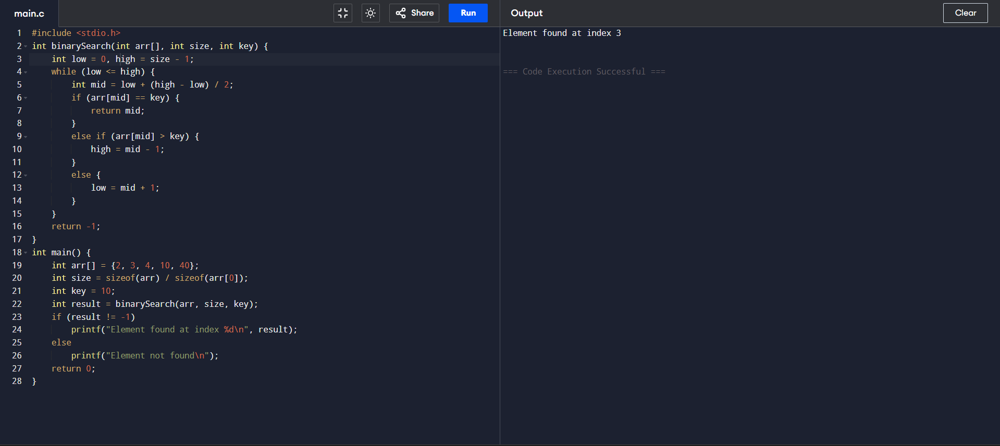 main.c
Share
Run
Output
Clear
1 #include <stdio.h>
2 int binarySearch(int arr[], int size, int key) {
3     int low = 0, high = size - 1;
4     while (low <= high) {
5         int mid = low + (high - low) / 2;
6         if (arr[mid] == key) {
7             return mid;
8         }
9         else if (arr[mid] > key) {
10             high = mid - 1;
11         }
12         else {
13             low = mid + 1;
14         }
15     }
16     return -1;
17 }
18 int main() {
19     int arr[] = {2, 3, 4, 10, 40};
20     int size = sizeof(arr) / sizeof(arr[0]);
21     int key = 10;
22     int result = binarySearch(arr, size, key);
23     if (result != -1)
24         printf("Element found at index %d\n", result);
25     else
26         printf("Element not found\n");
27     return 0;
28 }
Element found at index 3
=== Code Execution Successful ===